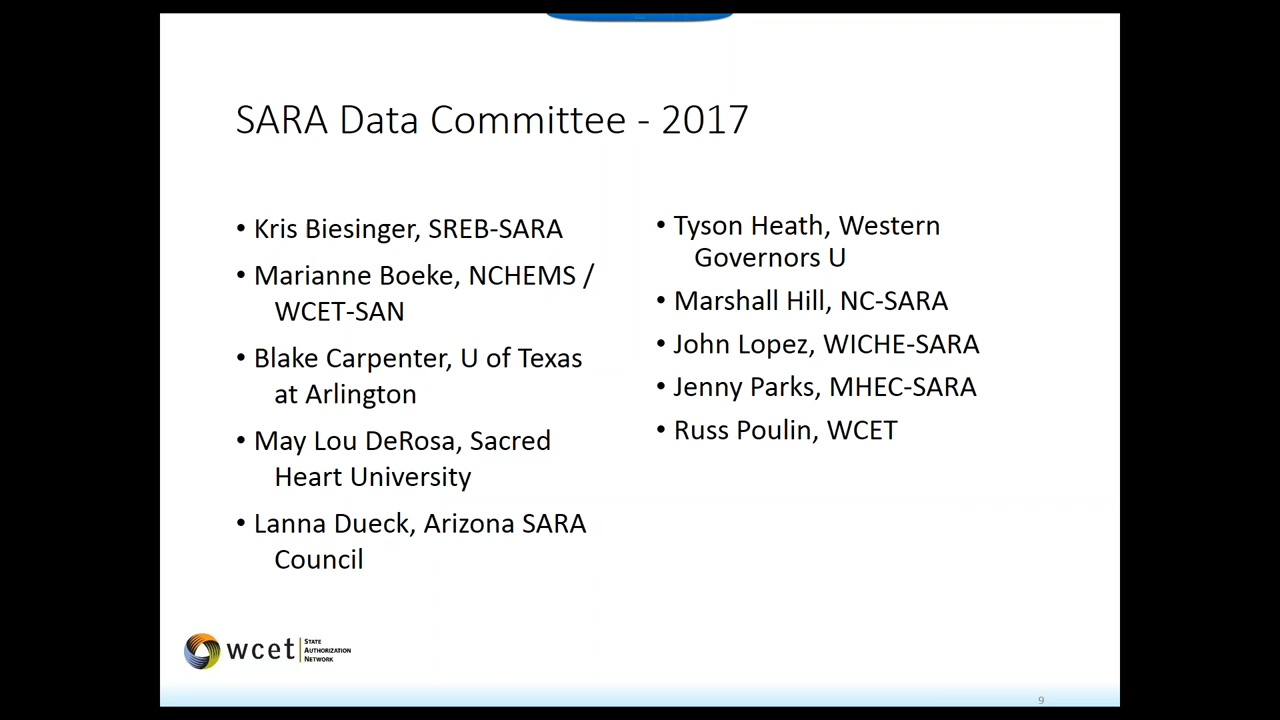 SARA Data Committee - 2017
• Kris Biesinger, SREB-SARA
• Marianne Boeke, NCHEMS /
WCET-SAN
• Blake Carpenter, U of Texas
at Arlington
• May Lou DeRosa, Sacred
Heart University
• Lanna Dueck, Arizona SARA
Council
• Tyson Heath, Western
Governors U
• Marshall Hill, NC-SARA
• John Lopez, WICHE-SARA
• Jenny Parks, MHEC-SARA
• Russ Poulin, WCET
wcet
STATE
AUTHORIZATION
NETWORK
9